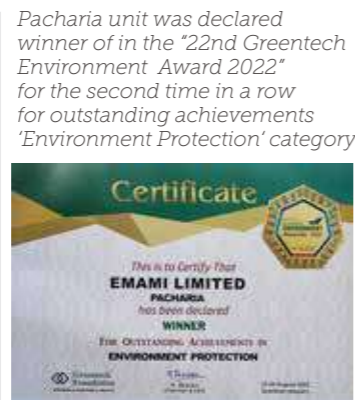 Pacharia unit was declared
winner of in the “22nd Greentech
Environment Award 2022”
for the second time in a row
for outstanding achievements
‘Environment Protection’ category
Certificate
This is to Certify That
EMAMI LIMITED
PACHARIA
has been declared
WINNER
FOR OUTSTANDING ACHIEVEMENTS IN
ENVIRONMENT PROTECTION
Greentech
Foundation